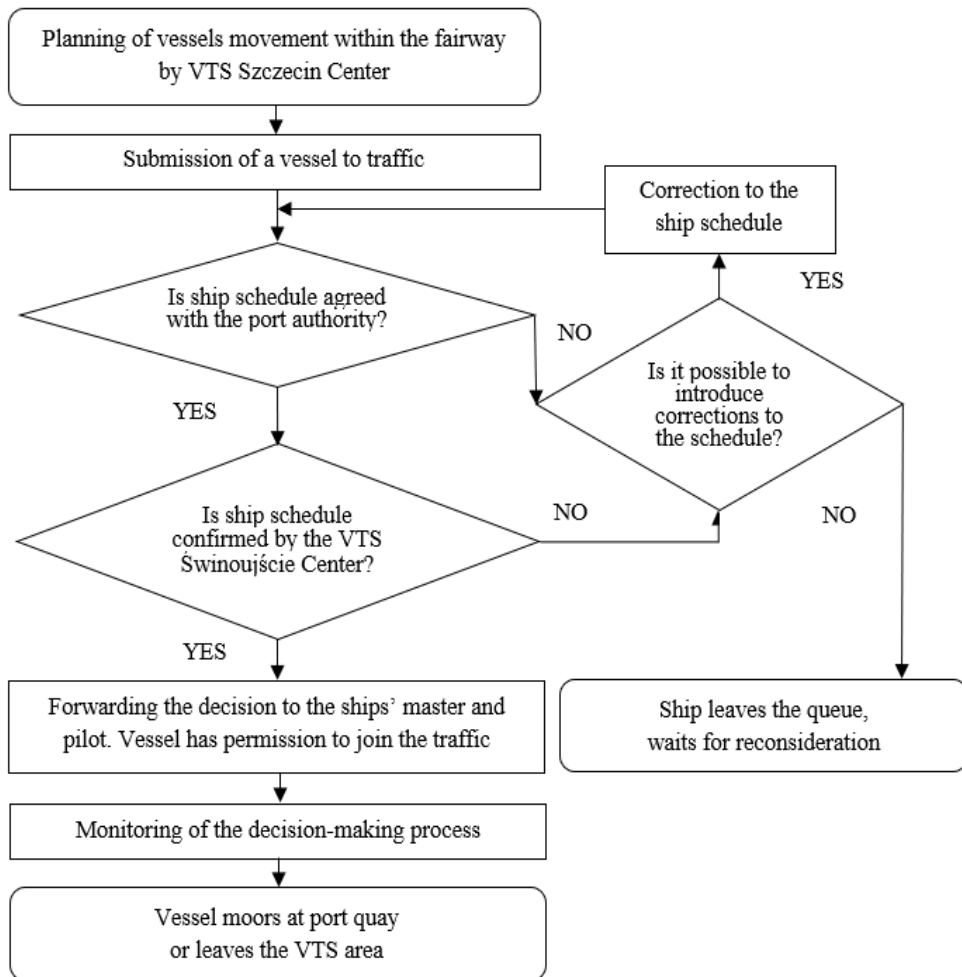 Planning of vessels movement within the fairway
by VTS Szczecin Center
Submission of a vessel to traffic
Correction to the
ship schedule
YES
Is ship schedule agreed
with the port authority?
NO
Is it possible to
introduce
corrections to
the schedule?
YES
Is ship schedule
confirmed by the VTS
Świnoujście Center?
NO
NO
YES
Forwarding the decision to the ships’ master and
pilot. Vessel has permission to join the traffic
Ship leaves the queue,
waits for reconsideration
Monitoring of the decision-making process
Vessel moors at port quay
or leaves the VTS area